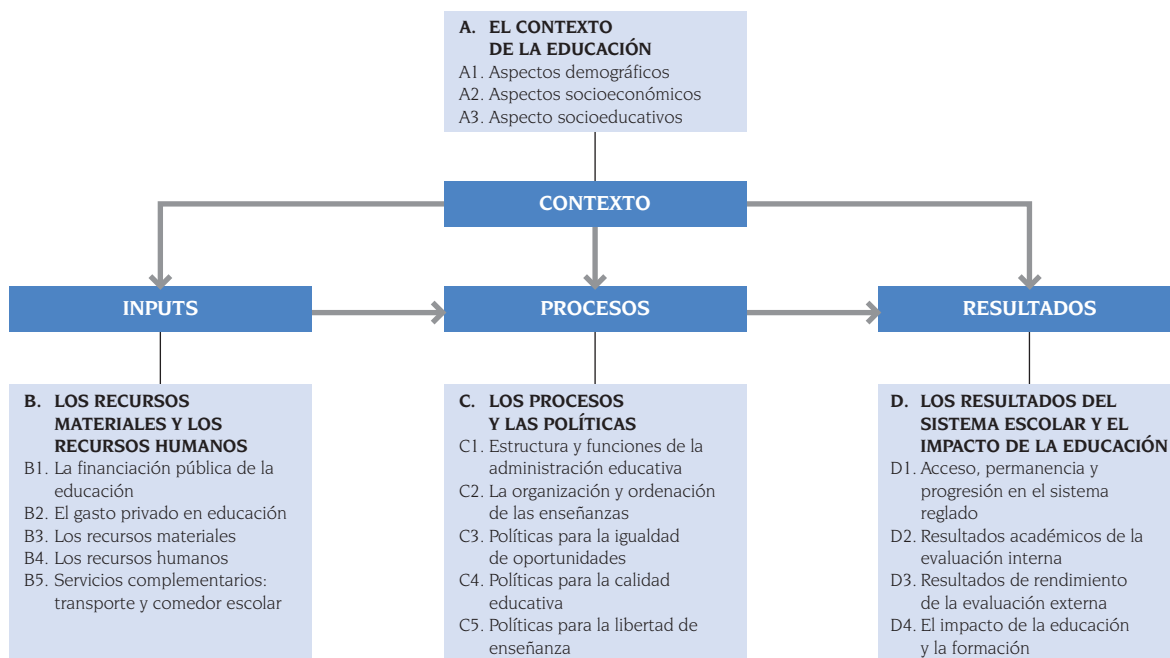 A. EL CONTEXTO
DE LA EDUCACIÓN
A1. Aspectos demográficos
A2. Aspectos socioeconómicos
A3. Aspecto socioeducativos
CONTEXTO
INPUTS
PROCESOS
RESULTADOS
B. LOS RECURSOS
MATERIALES Y LOS
RECURSOS HUMANOS
B1. La financiación pública de la
educación
B2. El gasto privado en educación
B3. Los recursos materiales
B4. Los recursos humanos
B5. Servicios complementarios:
transporte y comedor escolar
C. LOS PROCESOS
Y LAS POLÍTICAS
C1. Estructura y funciones de la
administración educativa
C2. La organización y ordenación
de las enseñanzas
C3. Políticas para la igualdad
de oportunidades
C4. Políticas para la calidad
educativa
C5. Políticas para la libertad de
enseñanza
D. LOS RESULTADOS DEL
SISTEMA ESCOLAR Y EL
IMPACTO DE LA EDUCACIÓN
D1. Acceso, permanencia y
progresión en el sistema
reglado
D2. Resultados académicos de la
evaluación interna
D3. Resultados de rendimiento
de la evaluación externa
D4. El impacto de la educación
y la formación